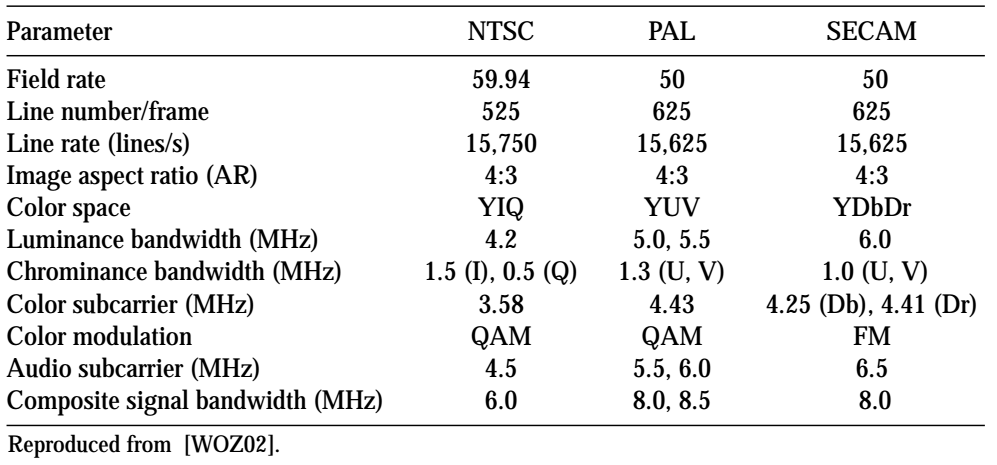 Parameter NTSC PAL SECAM
Field rate 59.94 50 50
Line number/frame 525 625 625
Line rate (lines/s) 15,750 15,625 15,625
Image aspect ratio (AR) 4:3 4:3 4:3
Color space YIQ YUV YDbDr
Luminance bandwidth (MHz) 4.2 5.0, 5.5 6.0
Chrominance bandwidth (MHz) 1.5 (I), 0.5 (Q) 1.3 (U, V) 1.0 (U, V)
Color subcarrier (MHz) 3.58 4.43 4.25 (Db), 4.41 (Dr)
Color modulation QAM QAM FM
Audio subcarrier (MHz) 4.5 5.5, 6.0 6.5
Composite signal bandwidth (MHz) 6.0 8.0, 8.5 8.0
Reproduced from [WOZ02].